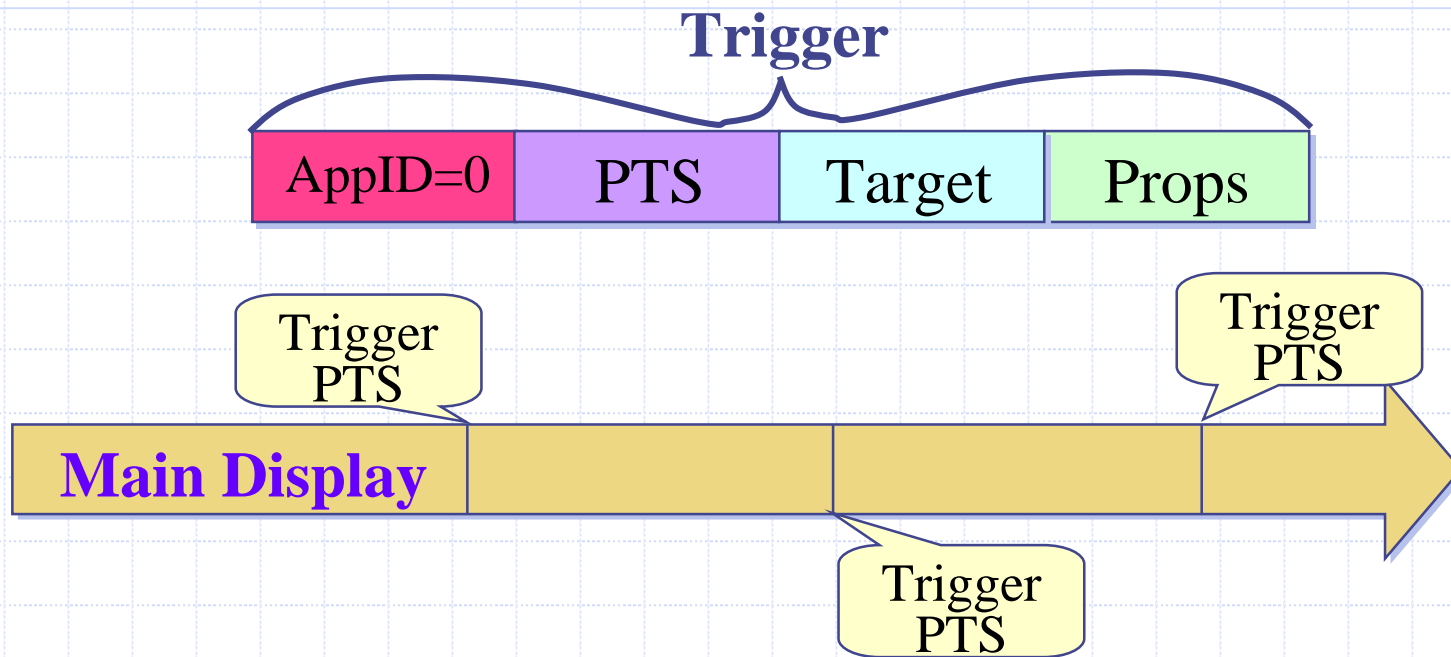 Trigger
AppID=0 PTS Target Props
Trigger
PTS
Trigger
PTS
Main Display
Trigger
PTS